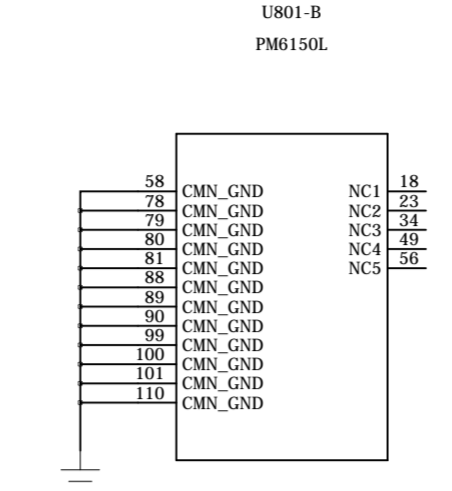 U801-B
PM6150L
58 CMN_GND NC1 18
78 CMN_GND NC2 23
79 CMN_GND NC3 34
80 CMN_GND NC4 49
81 CMN_GND NC5 56
88 CMN_GND
89 CMN_GND
90 CMN_GND
99 CMN_GND
100 CMN_GND
101 CMN_GND
110 CMN_GND